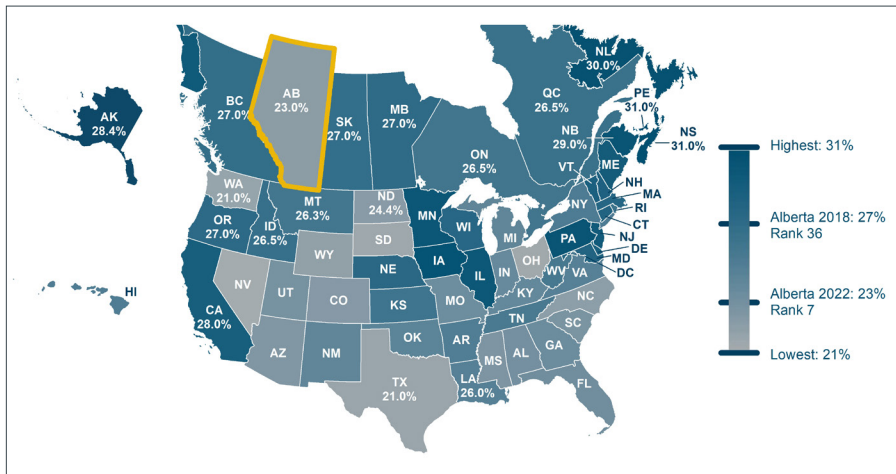 AK
28.4%
HI
BC
27.0%
AB
23.0%
SK
27.0%
MB
27.0%
ON
26.5%
QC
26.5%
NL
30.0%
PE
31.0%
NB
29.0%
NS
31.0%
WA
21.0%
OR
27.0%
ID
26.5%
MT
26.3%
ND
24.4%
SD
WY
MN
WI
MI
NY
VT
ME
NH
MA
RI
CT
NJ
DE
MD
DC
PA
OH
IN
IL
IA
NE
NV
UT
CO
KS
MO
KY
WV
VA
NC
TN
SC
GA
AL
MS
AR
OK
NM
AZ
CA
28.0%
TX
21.0%
LA
26.0%
FL
Highest: 31%
Alberta 2018: 27%
Rank 36
Alberta 2022: 23%
Rank 7
Lowest: 21%